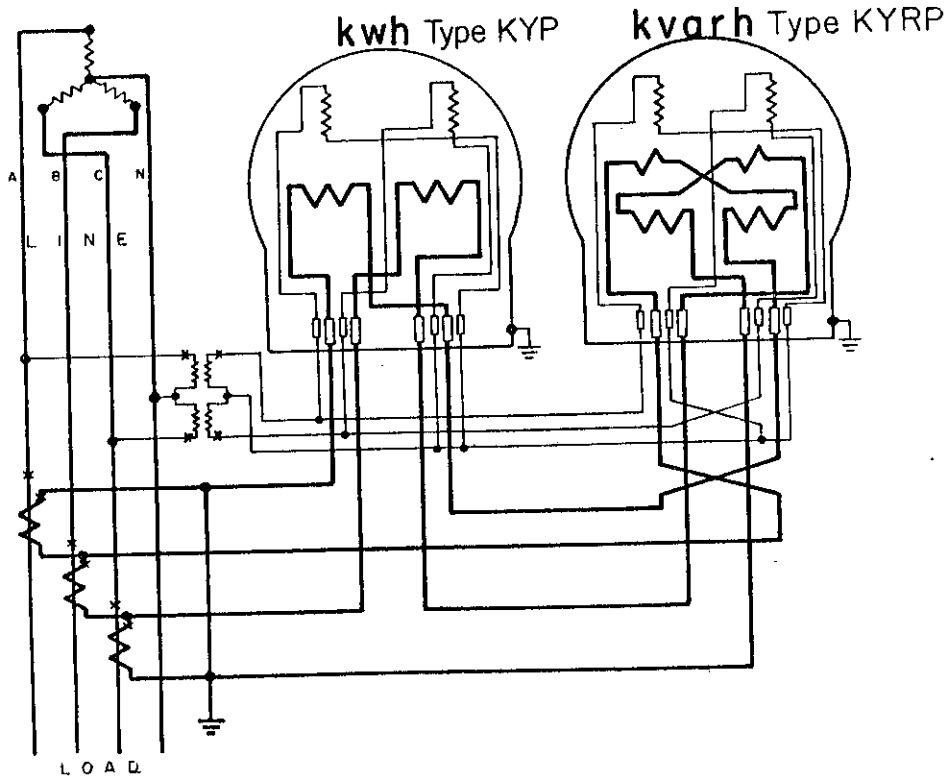 kwh Type KYP
kvarh Type KYRP
A B C N
L I N E
L O A D